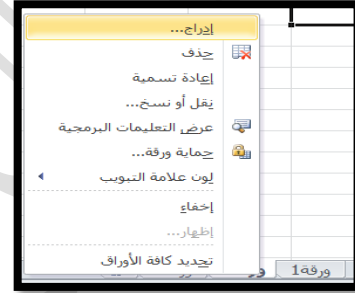 إدراج...
حذف
إعادة تسمية
نقل أو نسخ...
عرض التعليمات البرمجية
حماية ورقة...
لون علامة التبويب
إخفاء
إظهار...
تحديد كافة الأوراق
ورقة1